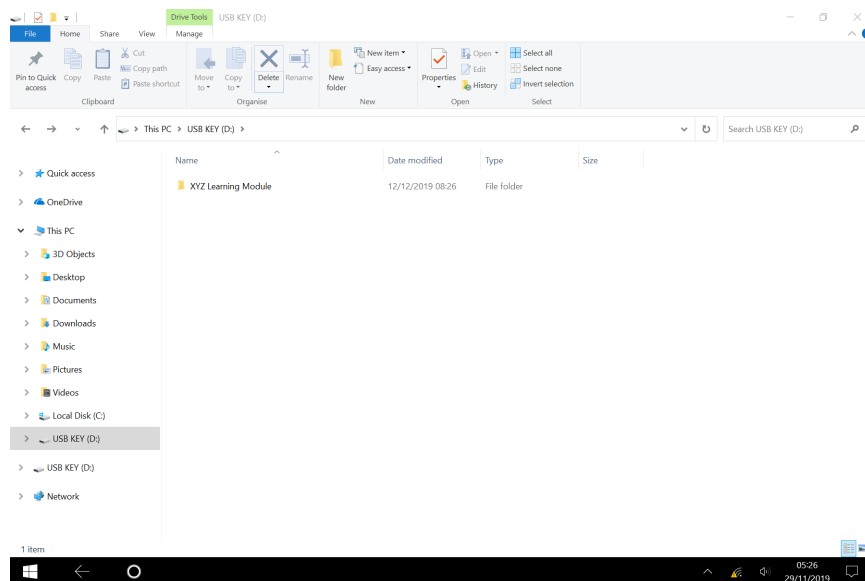 Drive Tools USB KEY (D:)
File Home Share View Manage
Pin to Quick access
Copy
Paste
Cut
Copy path
Paste shortcut
Clipboard
Move to
Copy to
Delete
Rename
Organise
New folder
New item
Easy access
New
Properties
Open
Edit
History
Open
Select all
Select none
Invert selection
Select
This PC > USB KEY (D:) >
Search USB KEY (D:)
Name Date modified Type Size
XYZ Learning Module 12/12/2019 08:26 File folder
Quick access
OneDrive
This PC
3D Objects
Desktop
Documents
Downloads
Music
Pictures
Videos
Local Disk (C:)
USB KEY (D:)
USB KEY (D:)
Network
1 item
05:26
29/11/2019